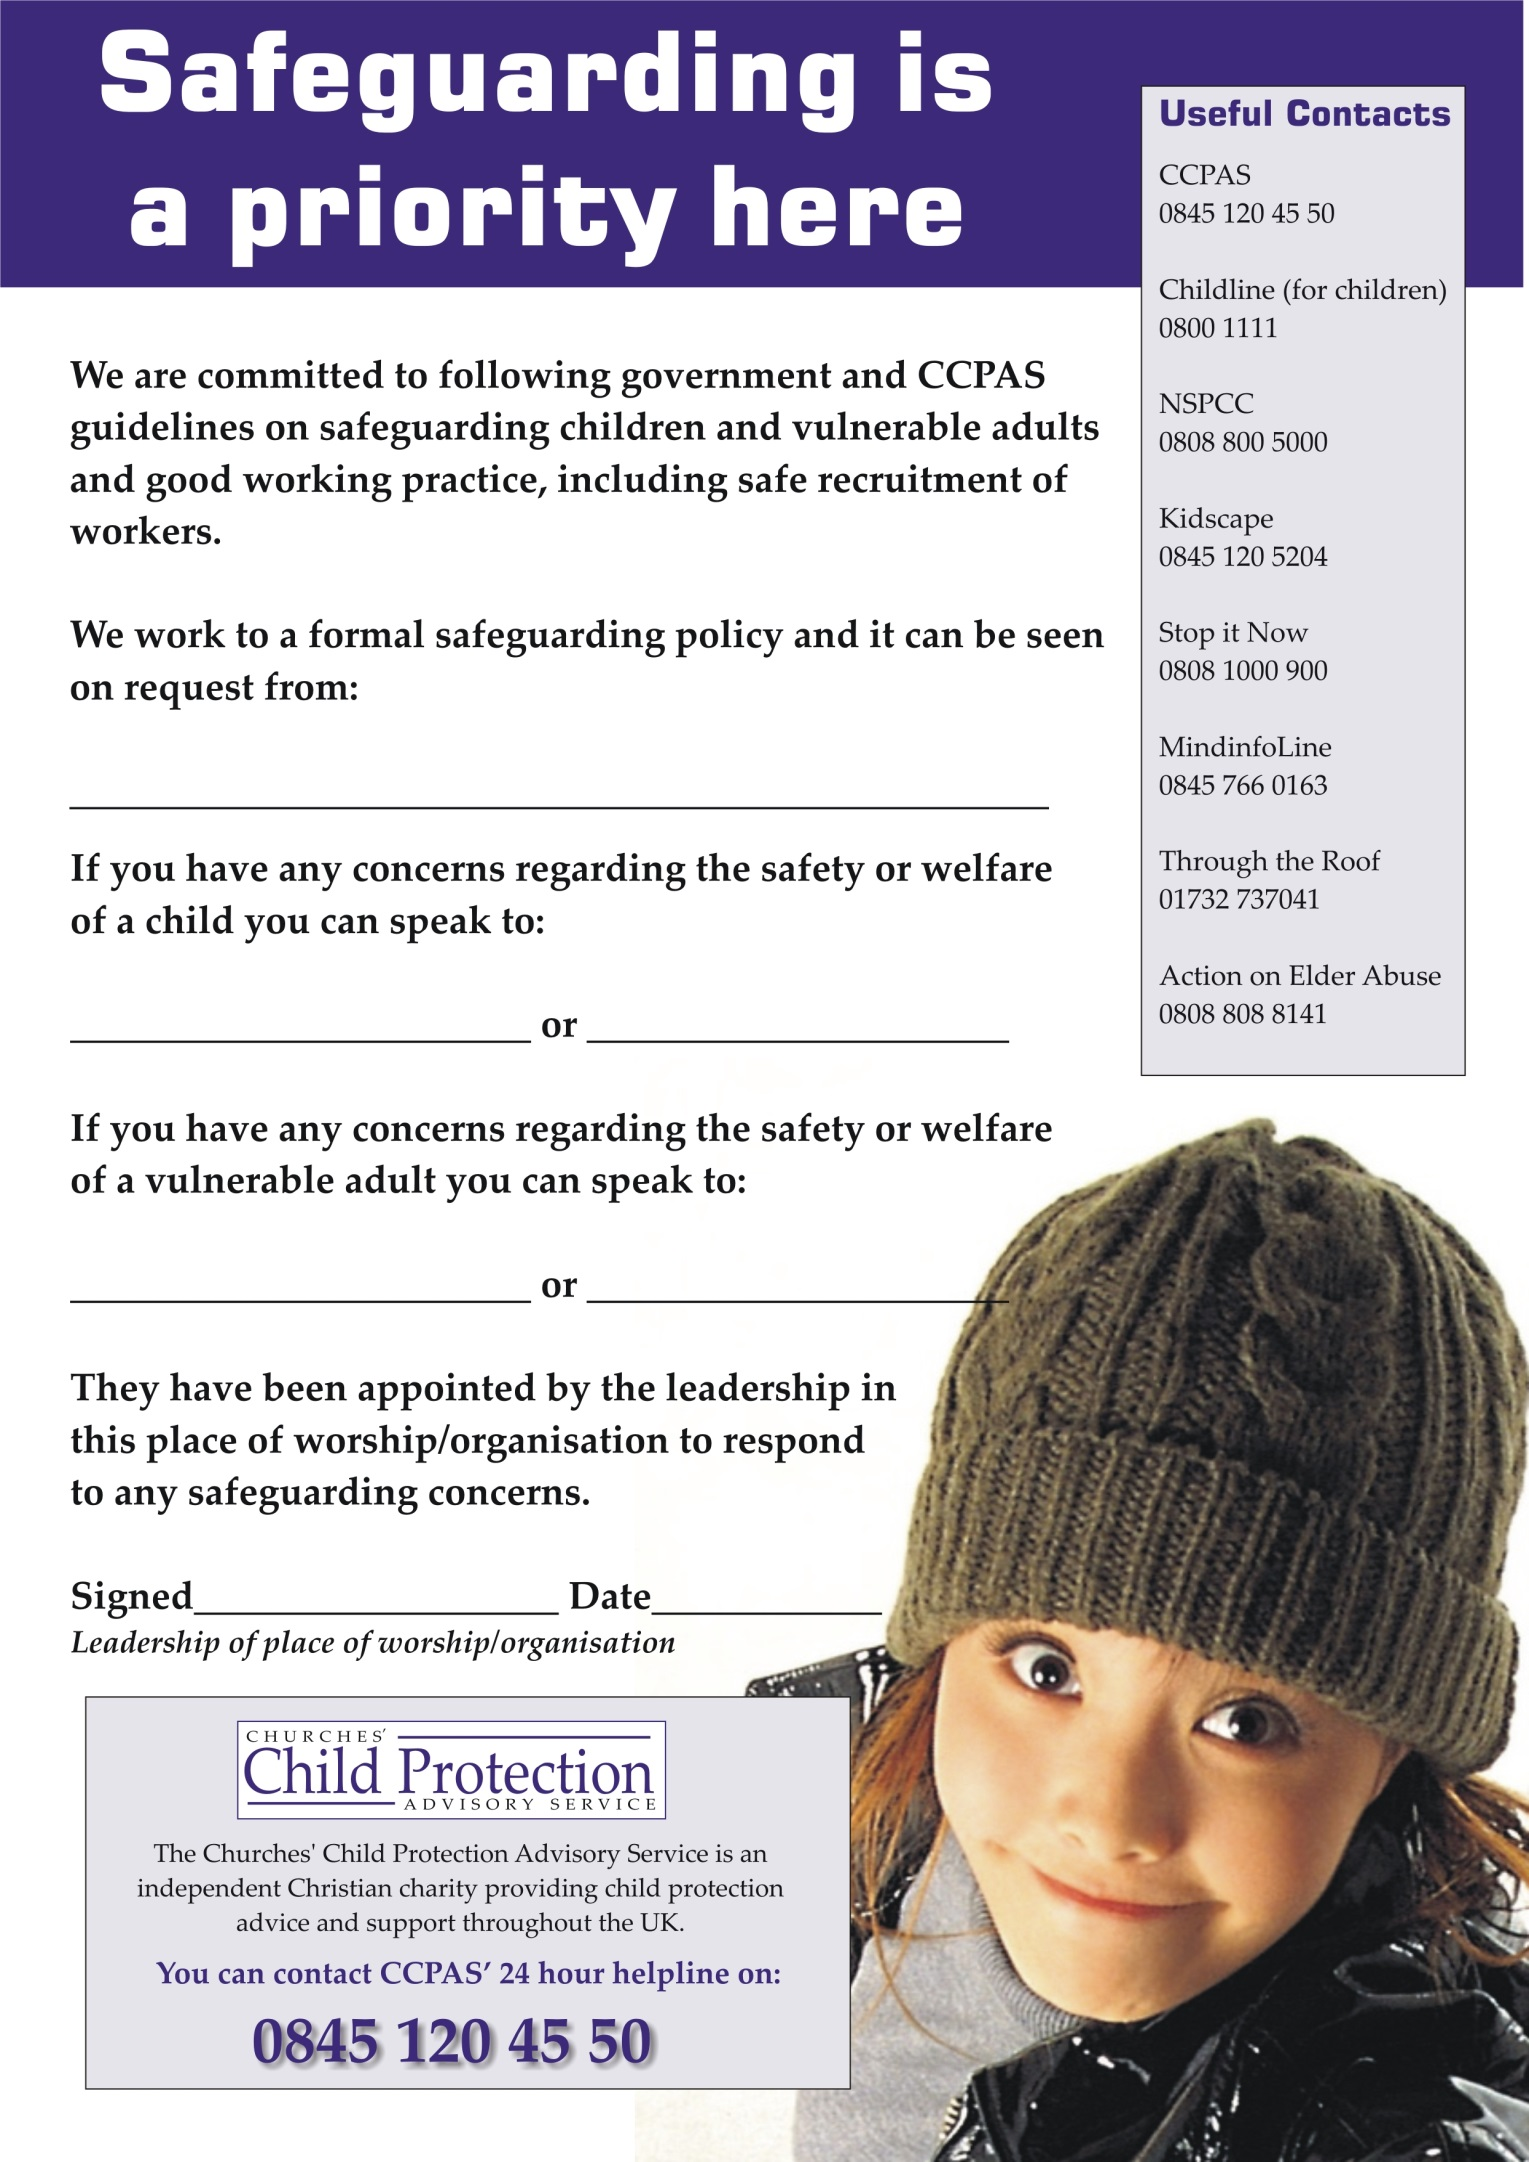 Safeguarding is
a priority here
We are committed to following government and CCPAS
guidelines on safeguarding children and vulnerable adults
and good working practice, including safe recruitment of
workers.
We work to a formal safeguarding policy and it can be seen
on request from:
If you have any concerns regarding the safety or welfare
of a child you can speak to:
or
If you have any concerns regarding the safety or welfare
of a vulnerable adult you can speak to:
or
They have been appointed by the leadership in
this place of worship/organisation to respond
to any safeguarding concerns.
Signed Date
Leadership of place of worship/organisation
Useful Contacts
CCPAS
0845 120 45 50
Childline (for children)
0800 1111
NSPCC
0808 800 5000
Kidscape
0845 120 5204
Stop it Now
0808 1000 900
MindinfoLine
0845 766 0163
Through the Roof
01732 737041
Action on Elder Abuse
0808 808 8141
CHURCHES'
Child Protection
ADVISORY SERVICE
The Churches' Child Protection Advisory Service is an
independent Christian charity providing child protection
advice and support throughout the UK.
You can contact CCPAS' 24 hour helpline on:
0845 120 45 50